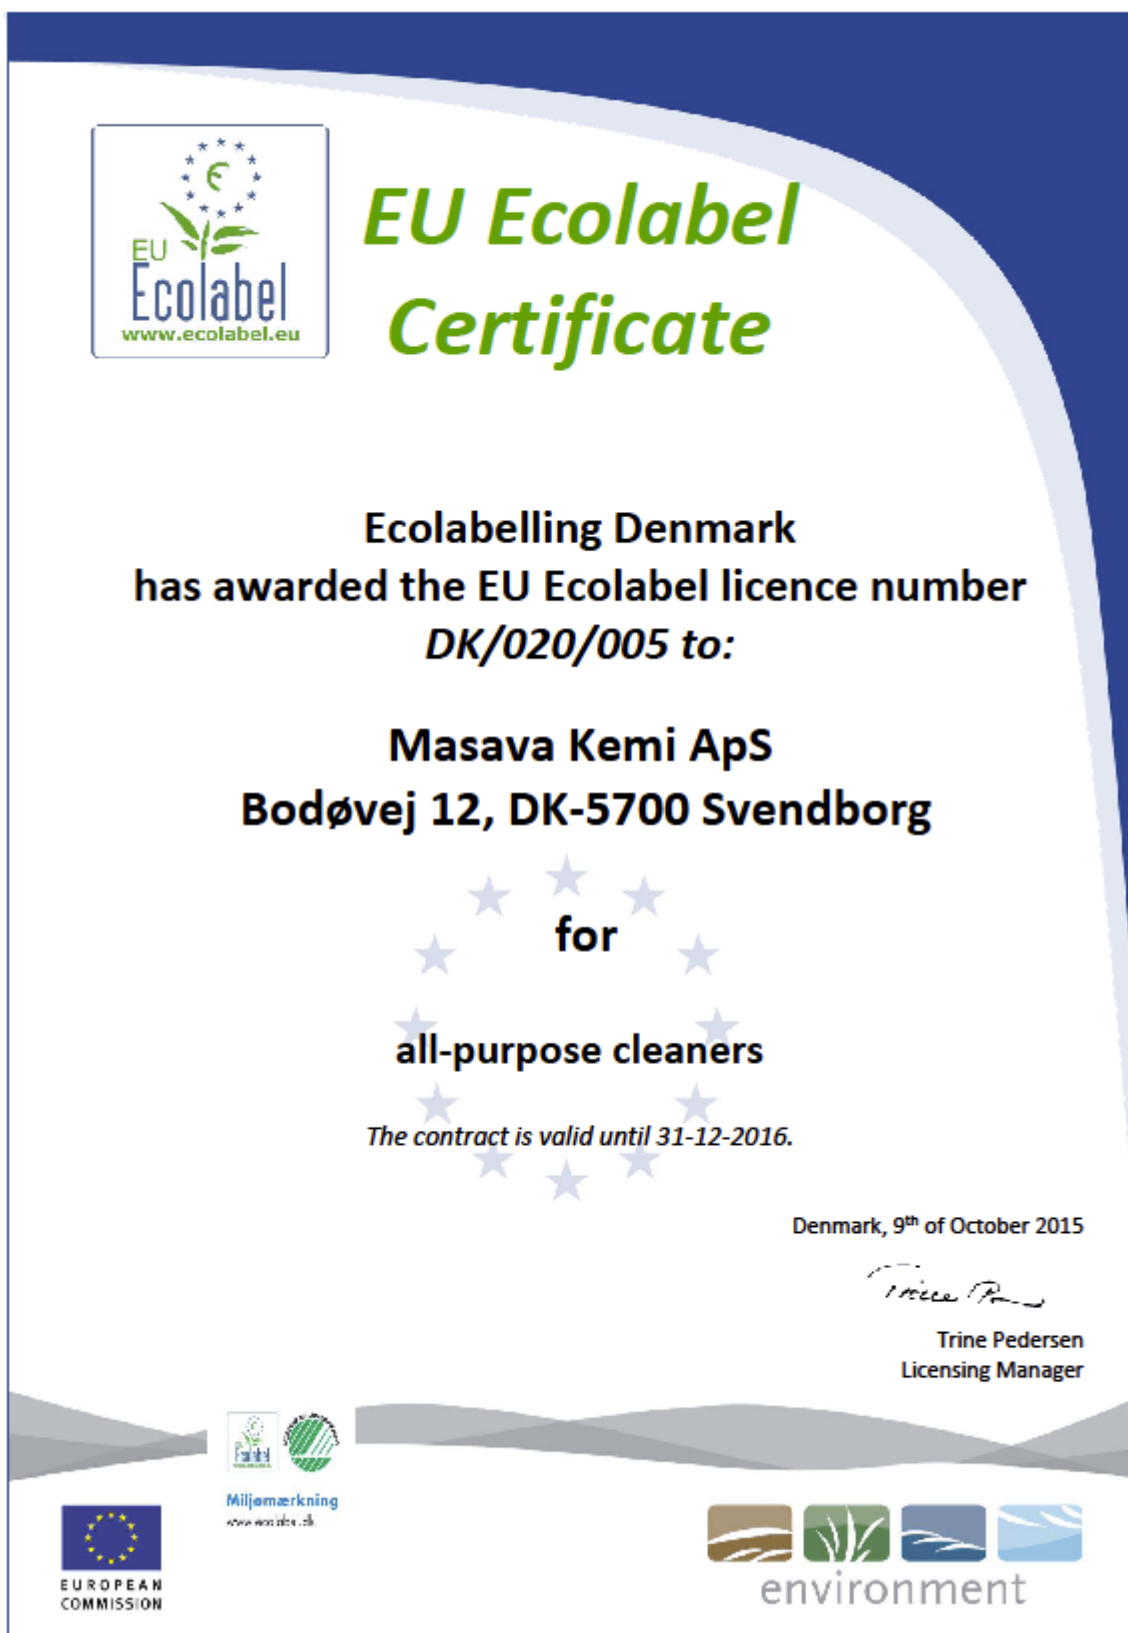 EU
Ecolabel
www.ecolabel.eu
EU Ecolabel
Certificate
Ecolabelling Denmark
has awarded the EU Ecolabel licence number
DK/020/005 to:
Masava Kemi ApS
Bodøvej 12, DK-5700 Svendborg
for
all-purpose cleaners
The contract is valid until 31-12-2016.
Denmark, 9th of October 2015
Trine Pedersen
Licensing Manager
Ecolabel
Miljømærkning
EUROPEAN
COMMISSION
environment